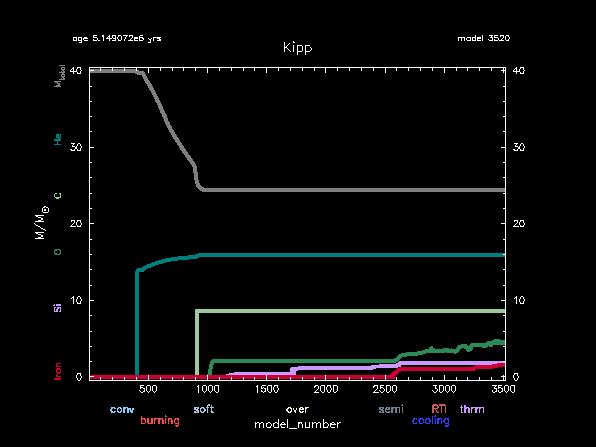 age 5.149072e6 yrs
model 3520
Kipp
M/M⊙
M_total
He
C
O
Si
Iron
40 40
30 30
20 20
10 10
0 0
500 1000 1500 2000 2500 3000 3500
conv soft over semi RTI thrm
burning cooling
model_number